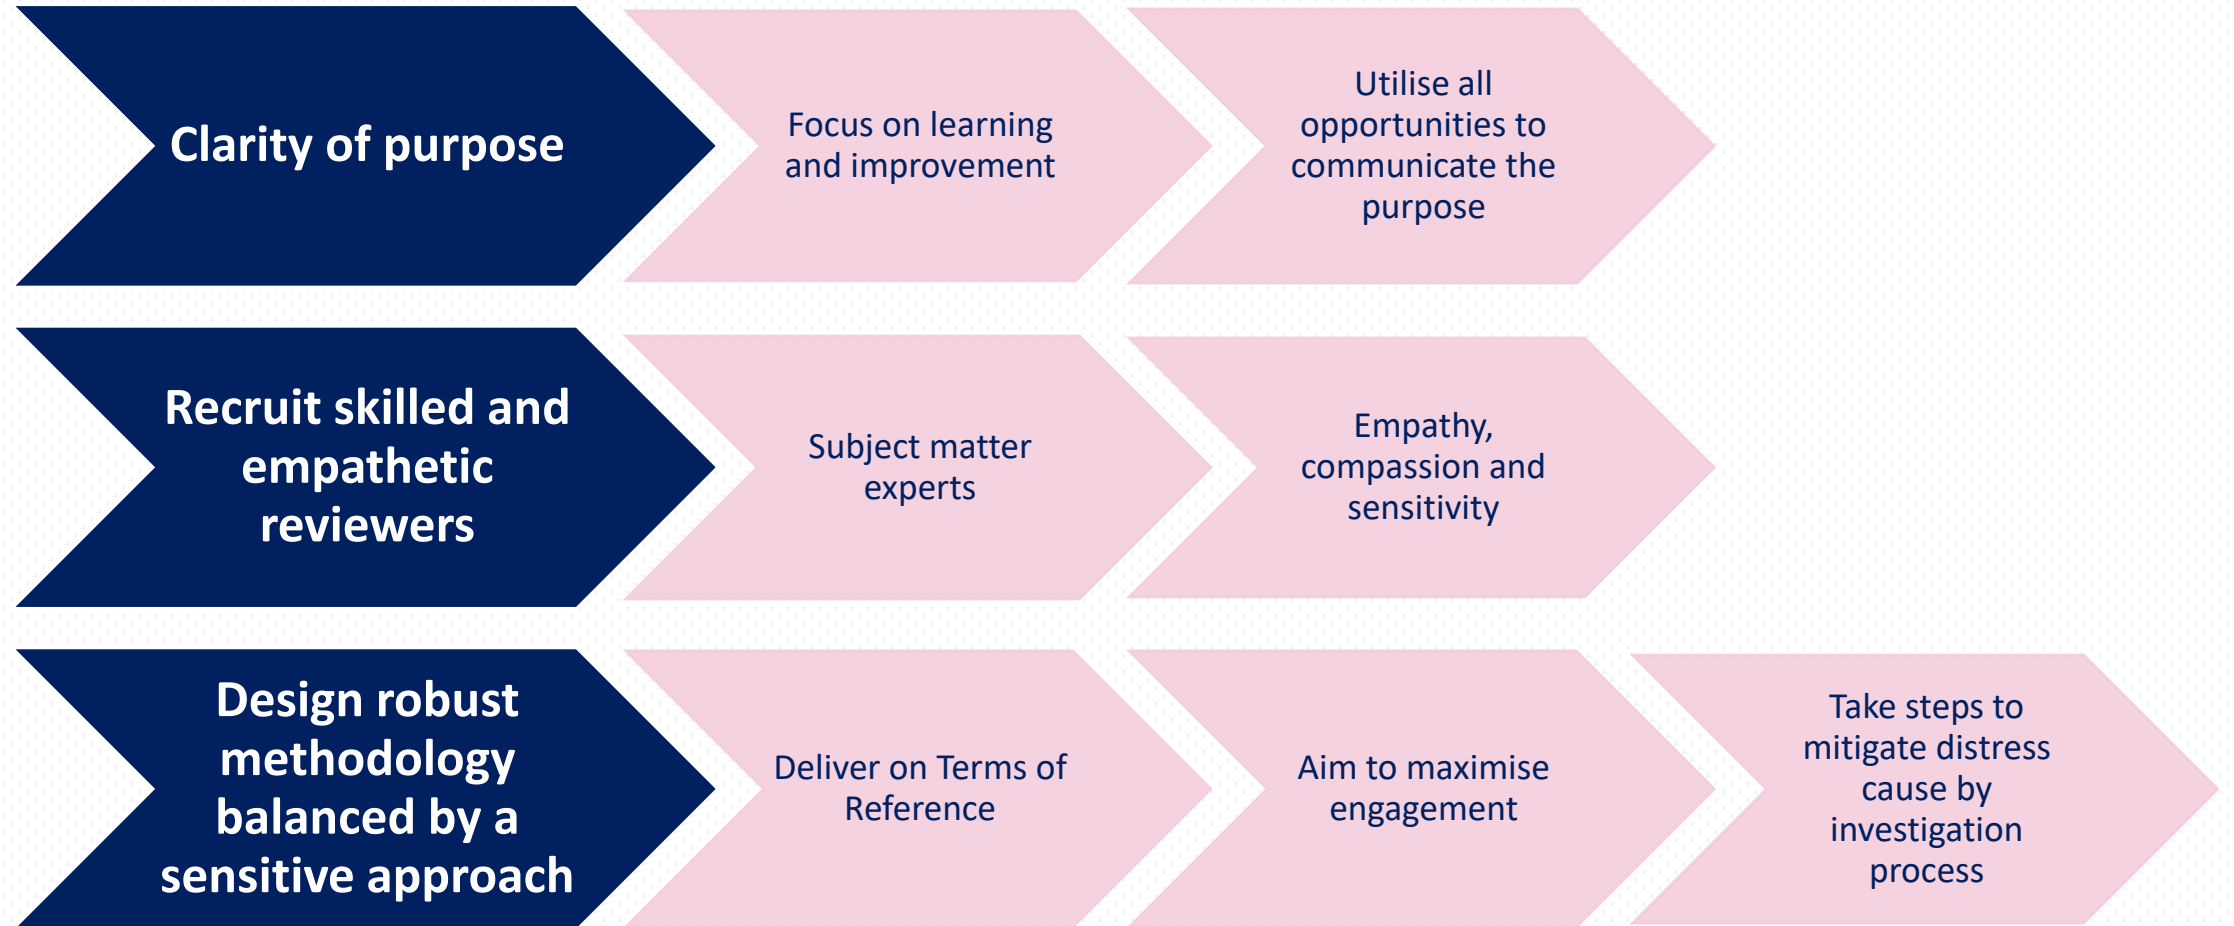 Clarity of purpose
Focus on learning
and improvement
Utilise all
opportunities to
communicate the
purpose
Recruit skilled and
empathetic
reviewers
Subject matter
experts
Empathy,
compassion and
sensitivity
Design robust
methodology
balanced by a
sensitive approach
Deliver on Terms of
Reference
Aim to maximise
engagement
Take steps to
mitigate distress
cause by
investigation
process